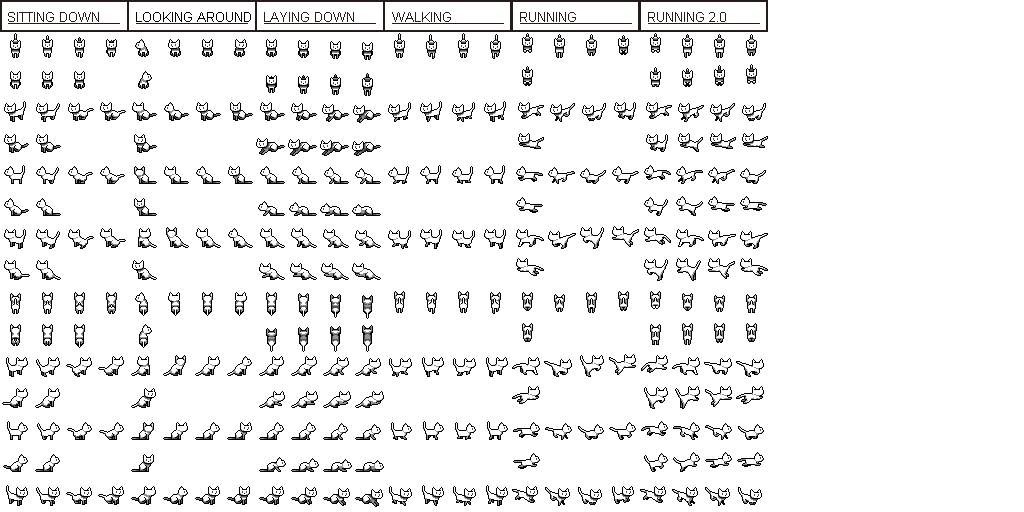 SITTING DOWN
LOOKING AROUND
LAYING DOWN
WALKING
RUNNING
RUNNING 2.0